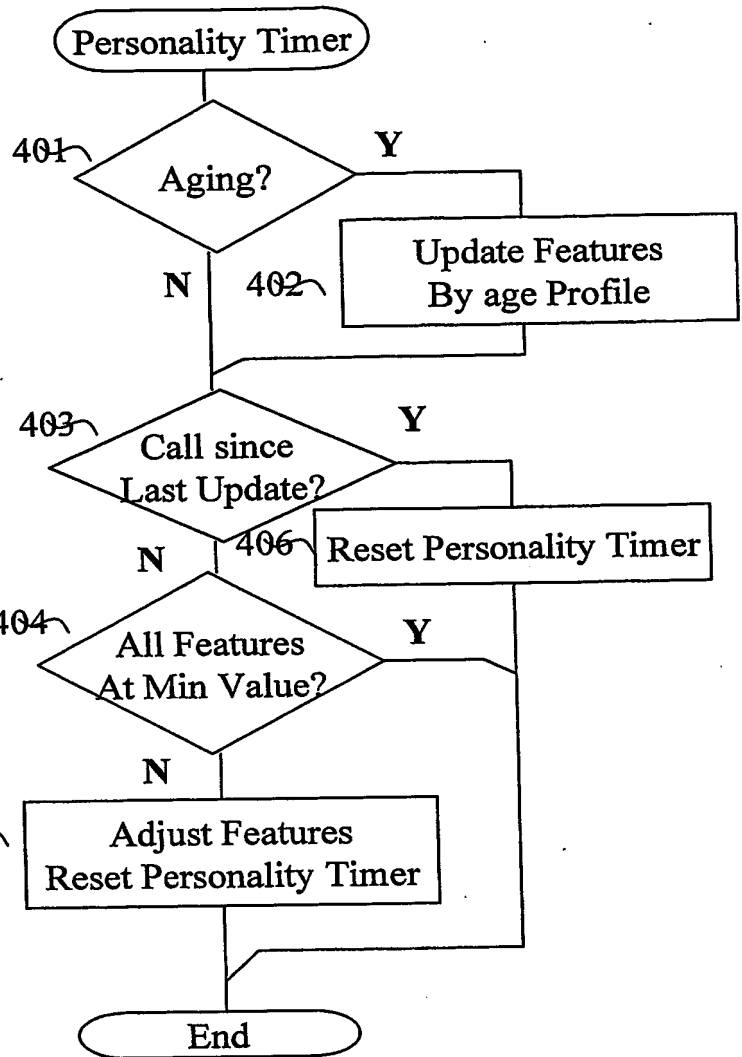 Personality Timer
401
Aging?
Y
N
402
Update Features
By age Profile
403
Call since
Last Update?
Y
N
406
Reset Personality Timer
404
All Features
At Min Value?
Y
N
Adjust Features
Reset Personality Timer
End